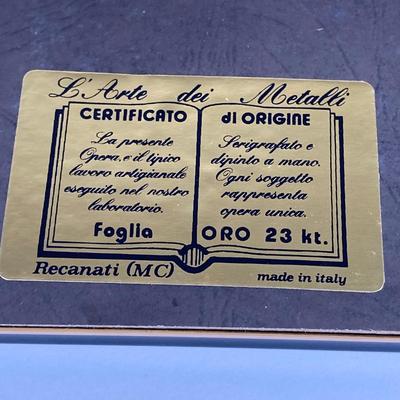 L'Arte dei Metalli
CERTIFICATO di ORIGINE
La presente
Opera, e il tipico
lavoro artigianale
eseguito nel nostro
laboratorio.
Serigrafato e
dipinto a mano.
Ogni soggetto
rappresenta
opera unica.
Foglia ORO 23 kt.
Recanati (MC)
made in italy